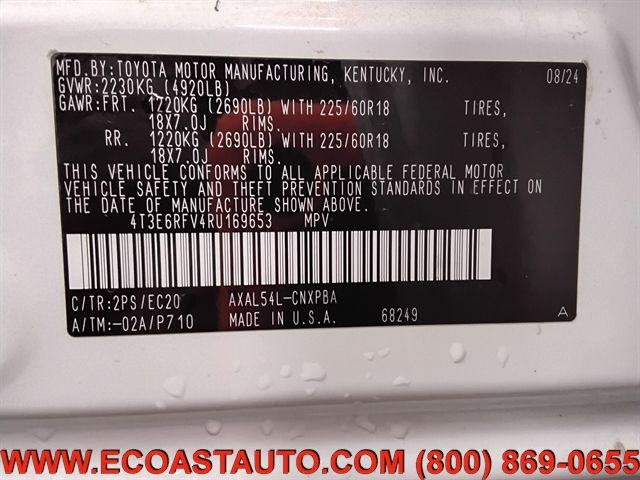 MFD.BY:TOYOTA MOTOR MANUFACTURING, KENTUCKY, INC. 08/24
GVWR:2230KG (4920LB)
GAWR:FRT. 1220KG (2690LB) WITH 225/60R18 TIRES,
18X7.0J RIMS.
RR. 1220KG (2690LB) WITH 225/60R18 TIRES,
18X7.0J RIMS.
THIS VEHICLE CONFORMS TO ALL APPLICABLE FEDERAL MOTOR
VEHICLE SAFETY AND THEFT PREVENTION STANDARDS IN EFFECT ON
THE DATE OF MANUFACTURE SHOWN ABOVE.
4T3E6RFV4RU169653 MPV
C/TR:2PS/EC20 AXAL54L-CNXPBA
A/TM:-02A/P710 MADE IN U.S.A. 68249 A
WWW.ECOASTAUTO.COM (800) 869-0655